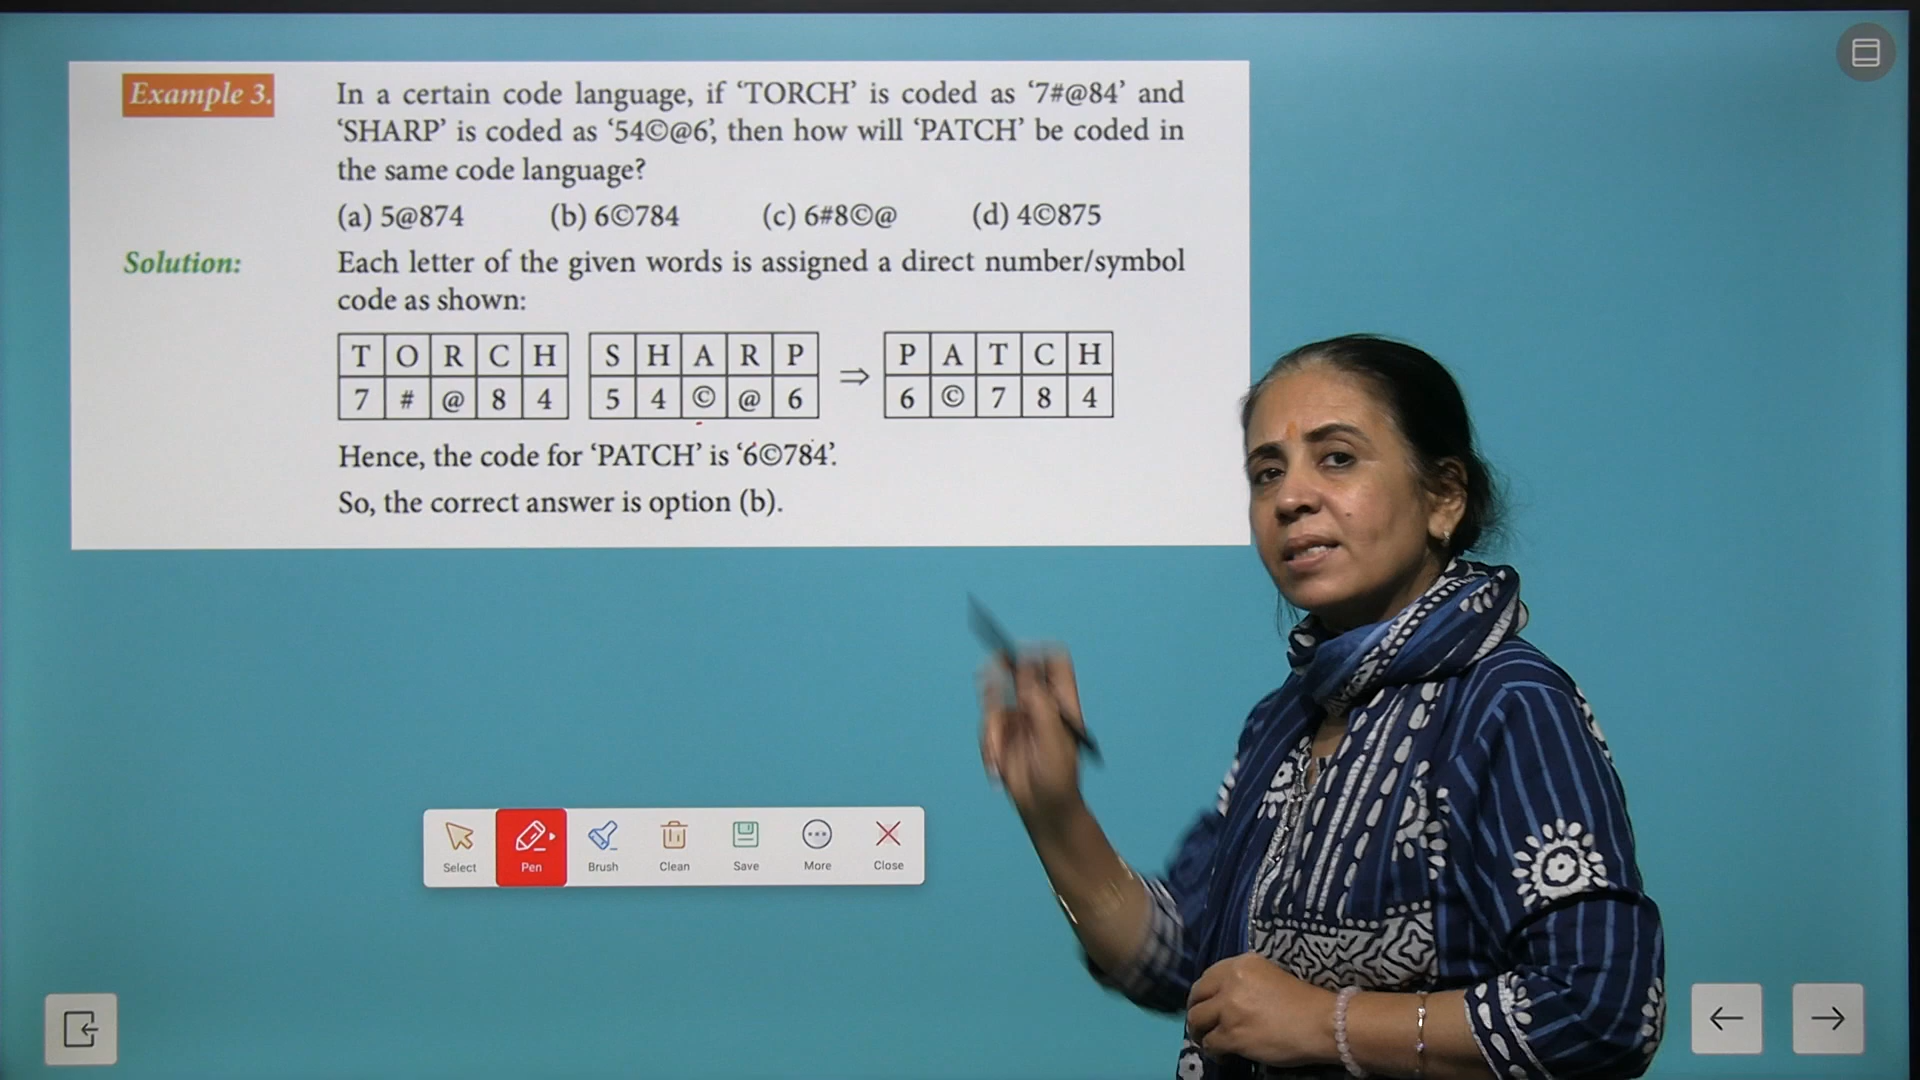 Example 3.
In a certain code language, if ‘TORCH’ is coded as ‘7#@84’ and
‘SHARP’ is coded as ‘54©@6’, then how will ‘PATCH’ be coded in
the same code language?
(a) 5@874 (b) 6©784 (c) 6#8©@ (d) 4©875
Solution:
Each letter of the given words is assigned a direct number/symbol
code as shown:
T O R C H S H A R P ⇒ P A T C H
7 # @ 8 4 5 4 © @ 6 6 © 7 8 4
Hence, the code for ‘PATCH’ is ‘6©784’.
So, the correct answer is option (b).
Select Pen Brush Clean Save More Close